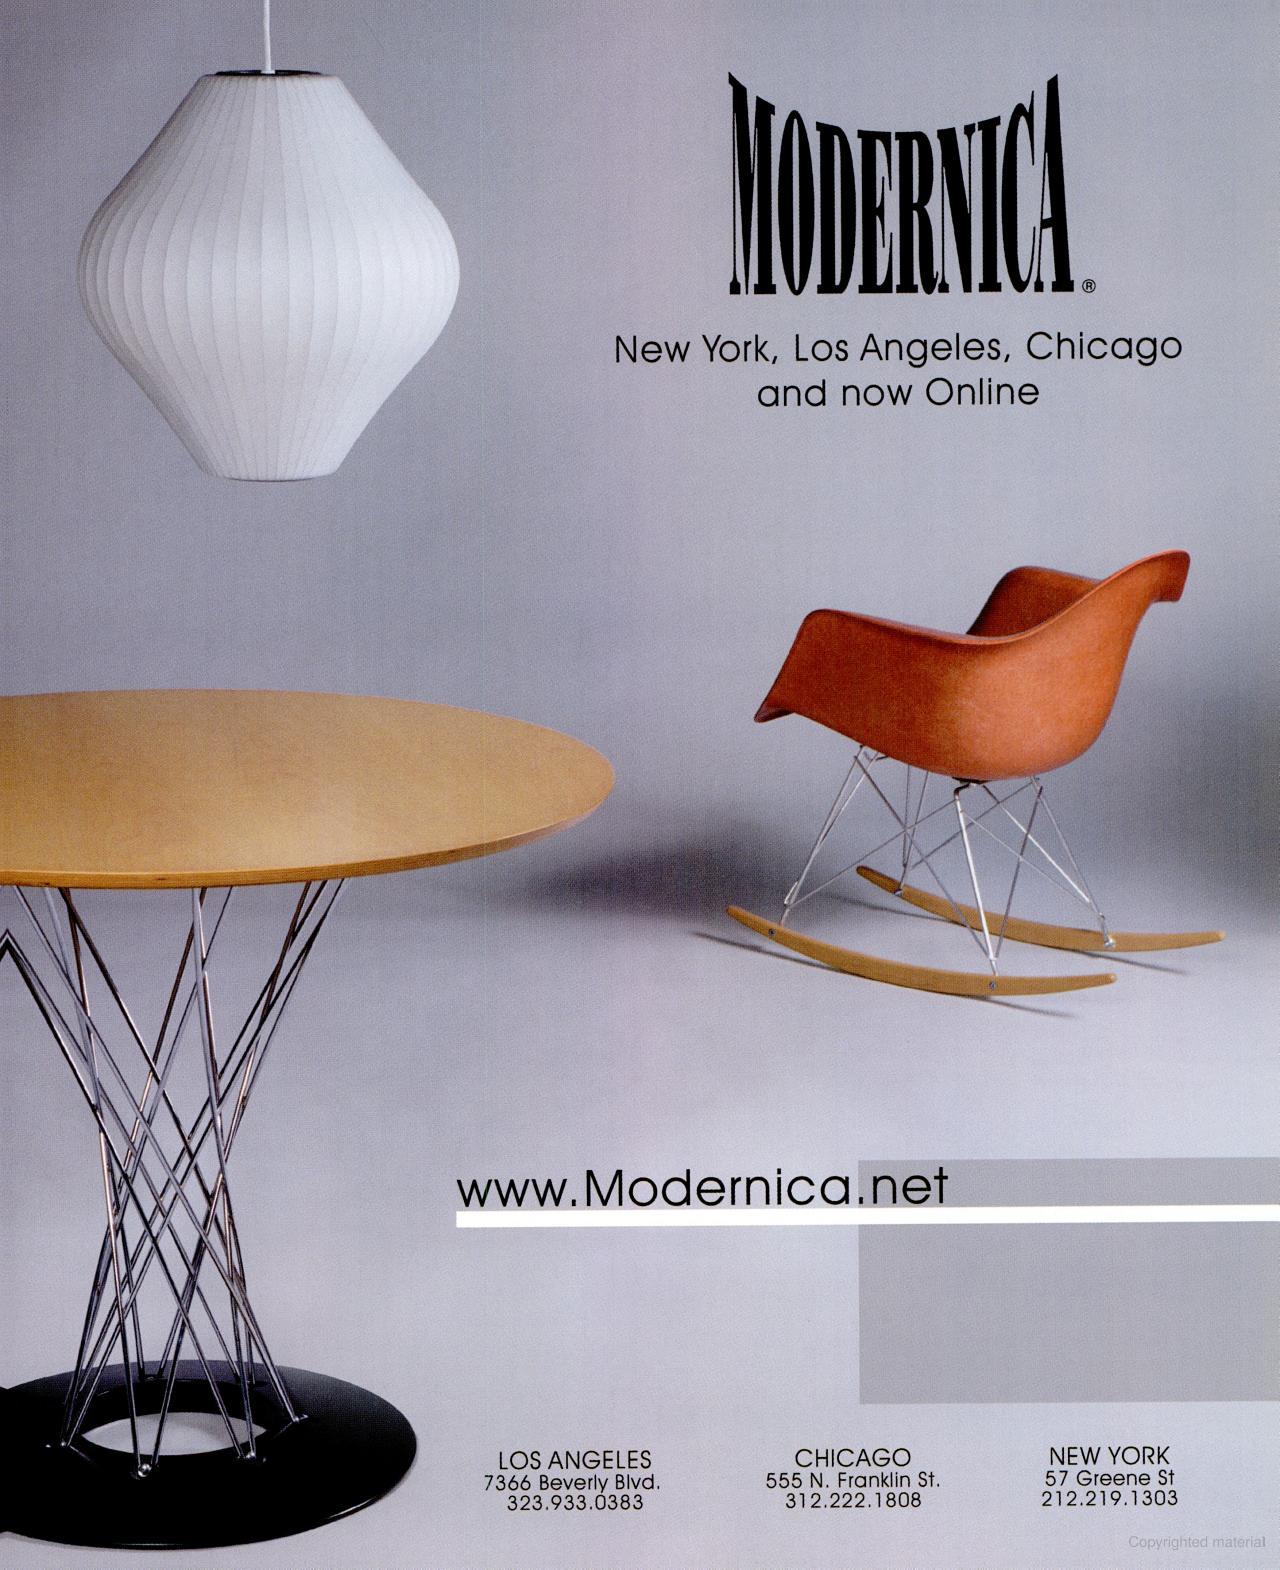 MODERNICA®
New York, Los Angeles, Chicago
and now Online
www.Modernica.net
LOS ANGELES
7366 Beverly Blvd.
323.933.0383
CHICAGO
555 N. Franklin St.
312.222.1808
NEW YORK
57 Greene St
212.219.1303
Copyrighted material